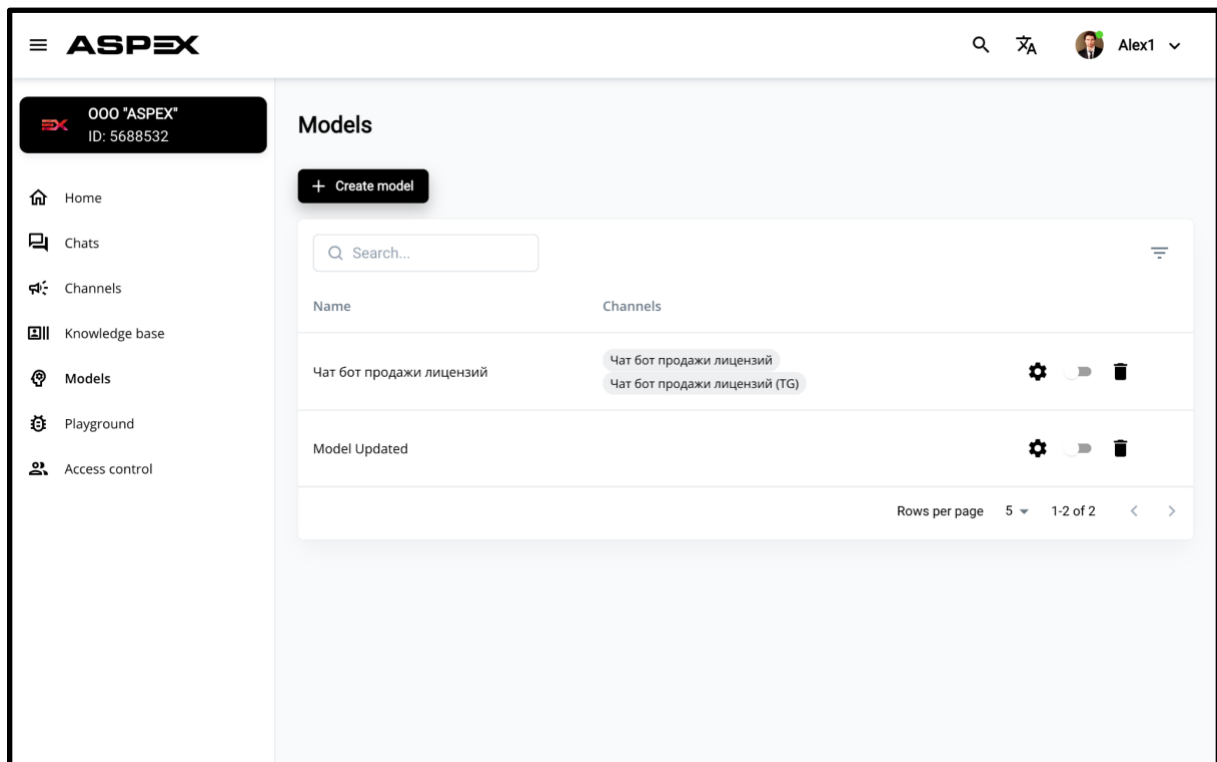 ASPEX
Alex1
ООО "ASPEX"
ID: 5688532
Home
Chats
Channels
Knowledge base
Models
Playground
Access control
Models
+ Create model
Search...
Name Channels
Чат бот продажи лицензий
Чат бот продажи лицензий
Чат бот продажи лицензий (TG)
Model Updated
Rows per page 5 1-2 of 2